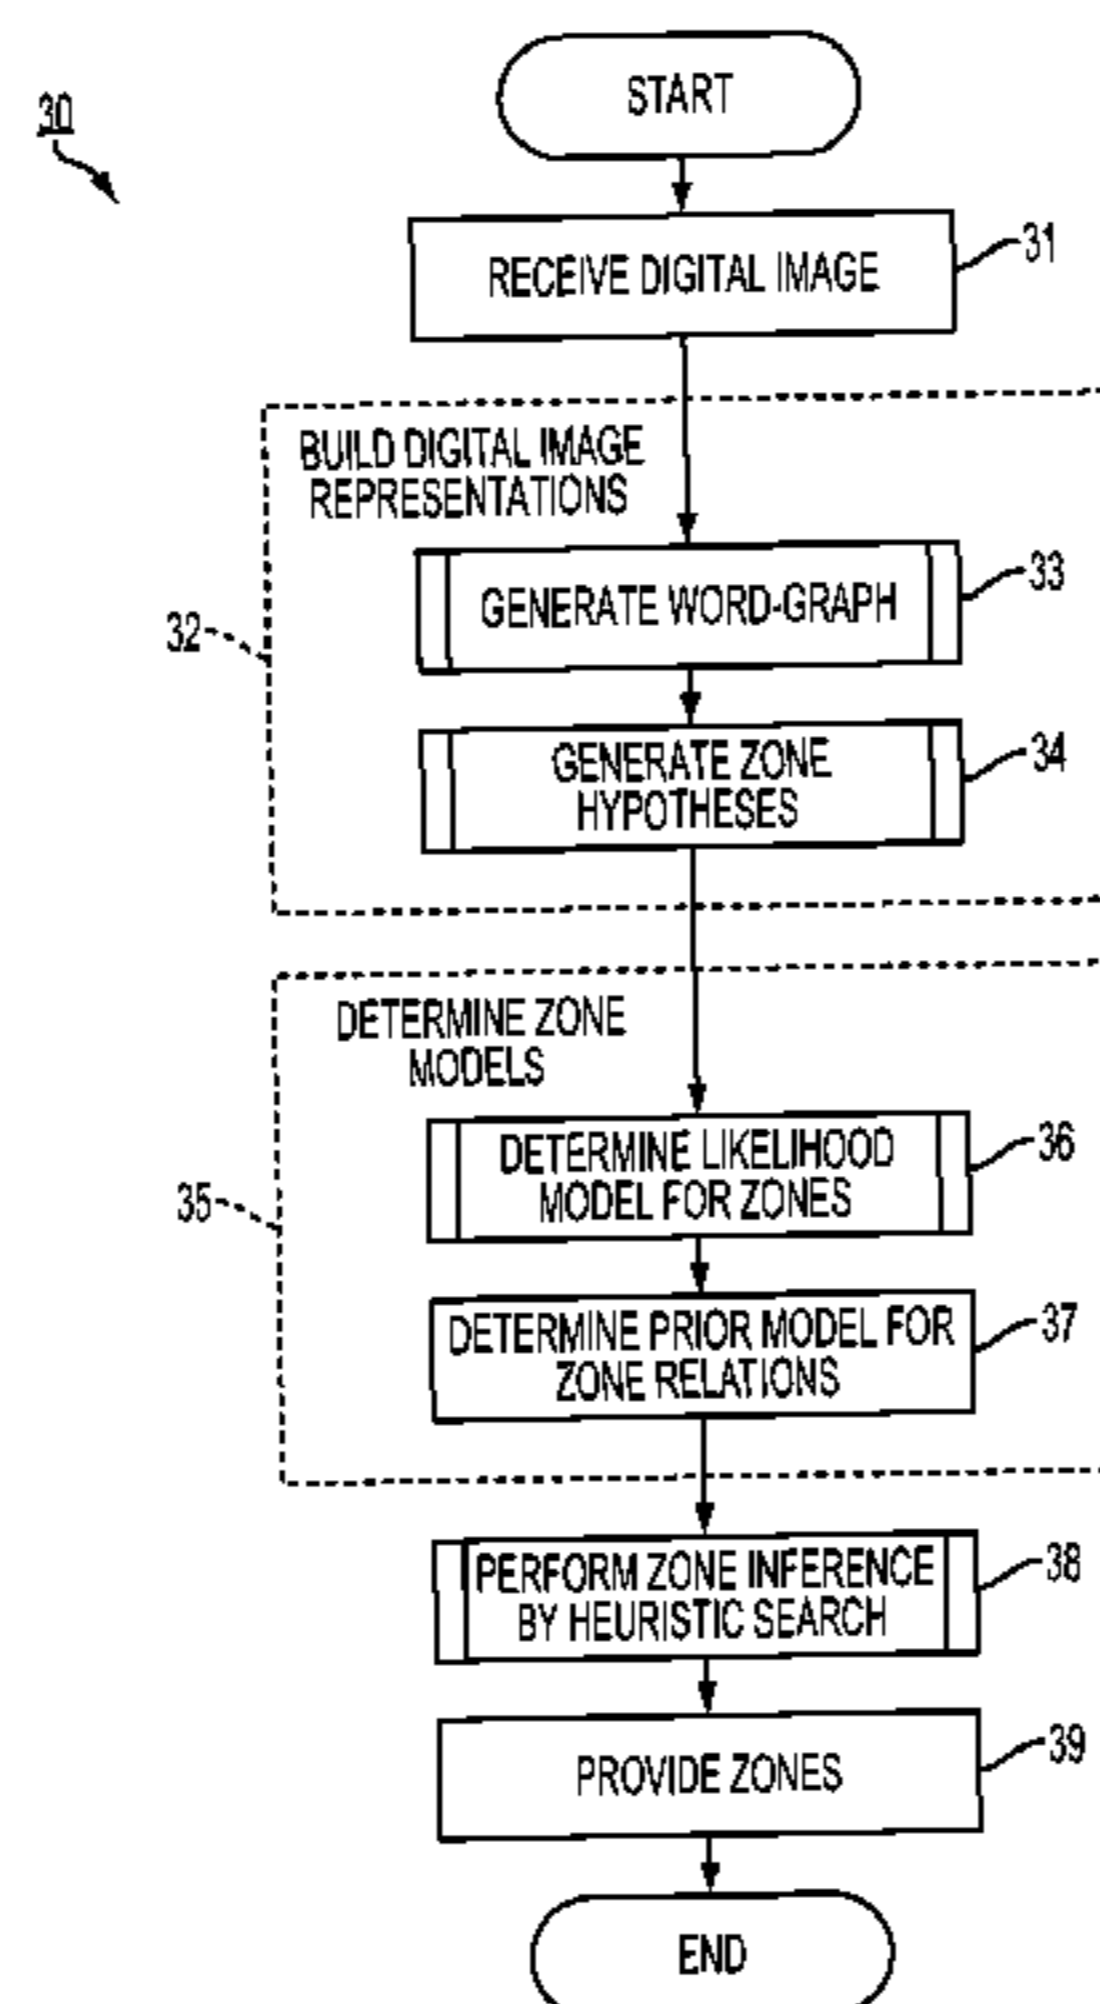 30
START
RECEIVE DIGITAL IMAGE
31
BUILD DIGITAL IMAGE
REPRESENTATIONS
32
GENERATE WORD-GRAPH
33
GENERATE ZONE
HYPOTHESES
34
DETERMINE ZONE
MODELS
35
DETERMINE LIKELIHOOD
MODEL FOR ZONES
36
DETERMINE PRIOR MODEL FOR
ZONE RELATIONS
37
PERFORM ZONE INFERENCE
BY HEURISTIC SEARCH
38
PROVIDE ZONES
39
END